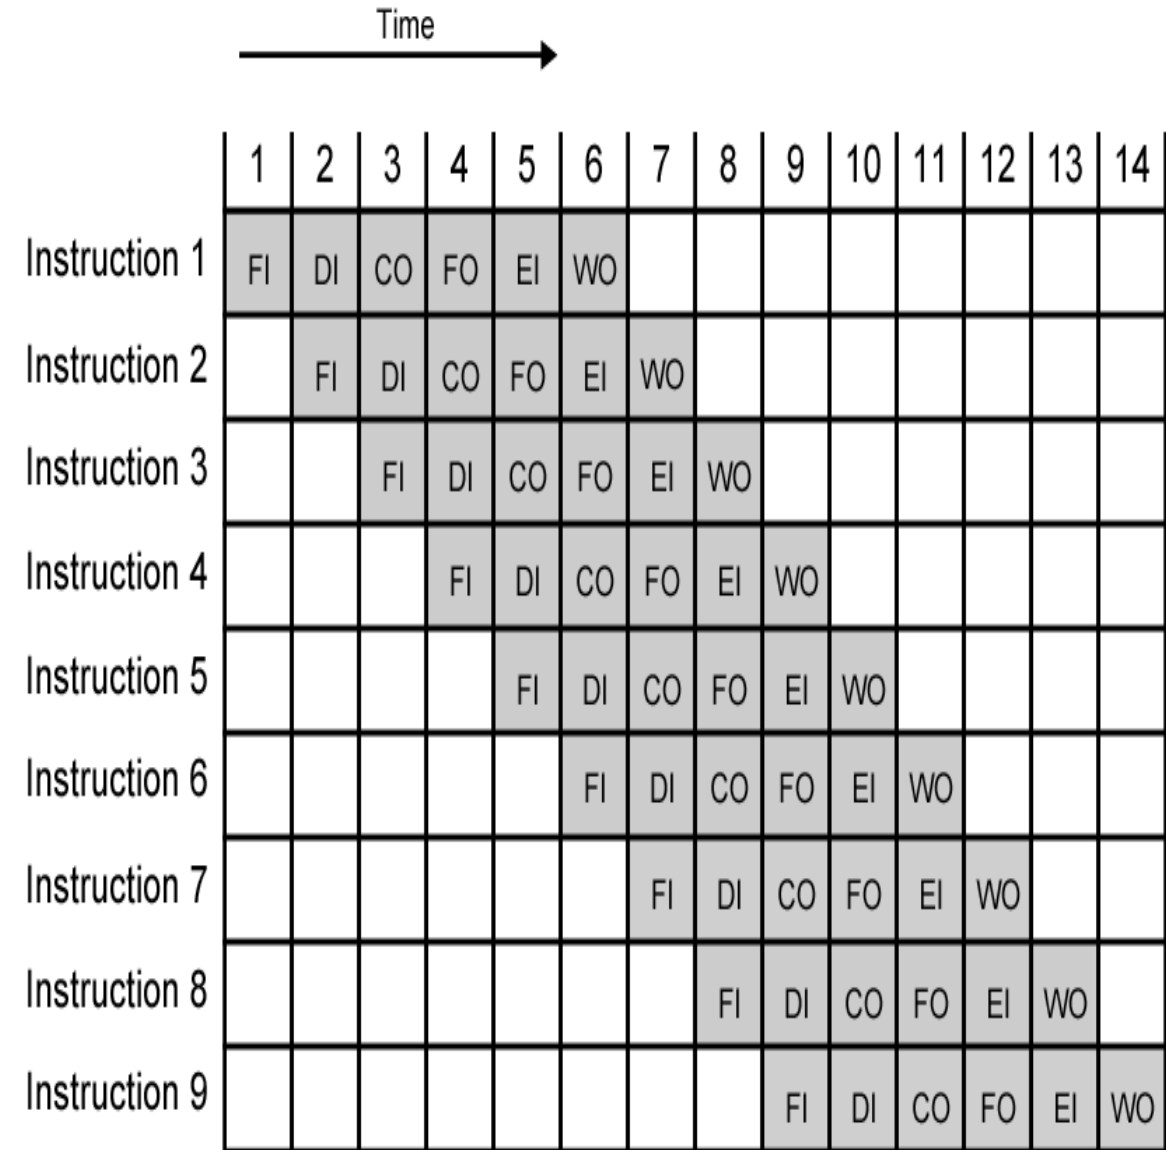 Time
1 2 3 4 5 6 7 8 9 10 11 12 13 14
Instruction 1 FI DI CO FO EI WO
Instruction 2 FI DI CO FO EI WO
Instruction 3 FI DI CO FO EI WO
Instruction 4 FI DI CO FO EI WO
Instruction 5 FI DI CO FO EI WO
Instruction 6 FI DI CO FO EI WO
Instruction 7 FI DI CO FO EI WO
Instruction 8 FI DI CO FO EI WO
Instruction 9 FI DI CO FO EI WO